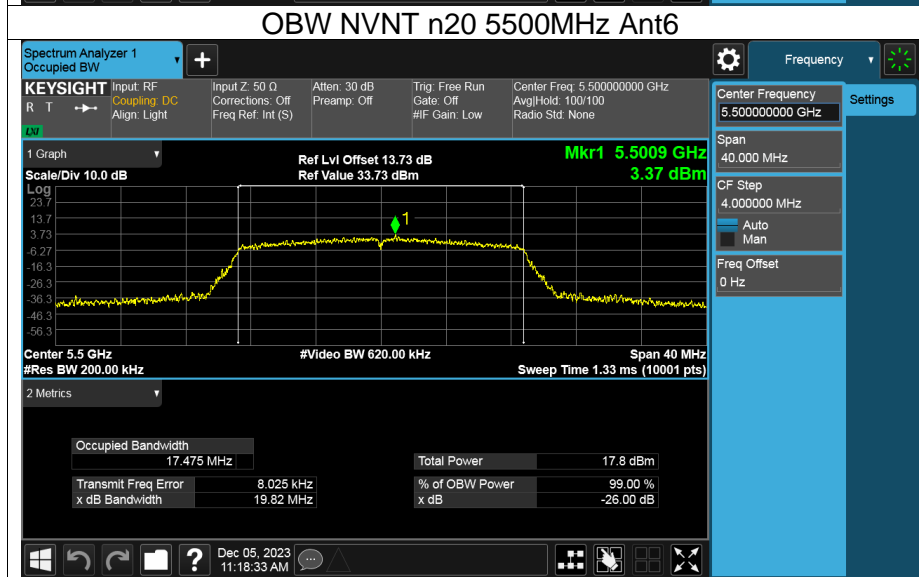 OBW NVNT n20 5500MHz Ant6
Spectrum Analyzer 1
Occupied BW
+
Frequency
KEYSIGHT
R T
LXI
Input: RF
Coupling: DC
Align: Light
Input Z: 50 Ω
Corrections: Off
Freq Ref: Int (S)
Atten: 30 dB
Preamp: Off
Trig: Free Run
Gate: Off
#IF Gain: Low
Center Freq: 5.500000000 GHz
Avg|Hold: 100/100
Radio Std: None
Center Frequency
5.500000000 GHz
Settings
Span
40.000 MHz
CF Step
4.000000 MHz
Auto
Man
Freq Offset
0 Hz
1 Graph
Ref Lvl Offset 13.73 dB
Mkr1 5.5009 GHz
Scale/Div 10.0 dB
Ref Value 33.73 dBm
3.37 dBm
Log
23.7
13.7
3.73
-6.27
-16.3
-26.3
-36.3
-46.3
-56.3
1
Center 5.5 GHz
#Video BW 620.00 kHz
Span 40 MHz
#Res BW 200.00 kHz
Sweep Time 1.33 ms (10001 pts)
2 Metrics
Occupied Bandwidth
17.475 MHz
Total Power 17.8 dBm
Transmit Freq Error 8.025 kHz
% of OBW Power 99.00 %
x dB Bandwidth 19.82 MHz
x dB -26.00 dB
?
Dec 05, 2023
11:18:33 AM